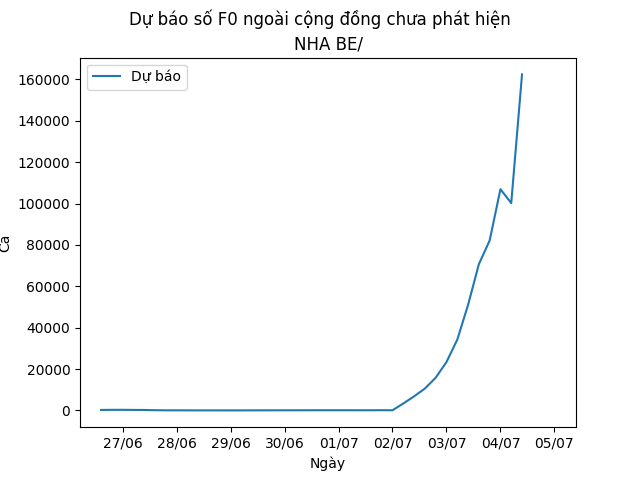 Dự báo số F0 ngoài cộng đồng chưa phát hiện
NHA BE/
Dự báo
160000
140000
120000
100000
80000
60000
40000
20000
0
Ca
27/06 28/06 29/06 30/06 01/07 02/07 03/07 04/07 05/07
Ngày